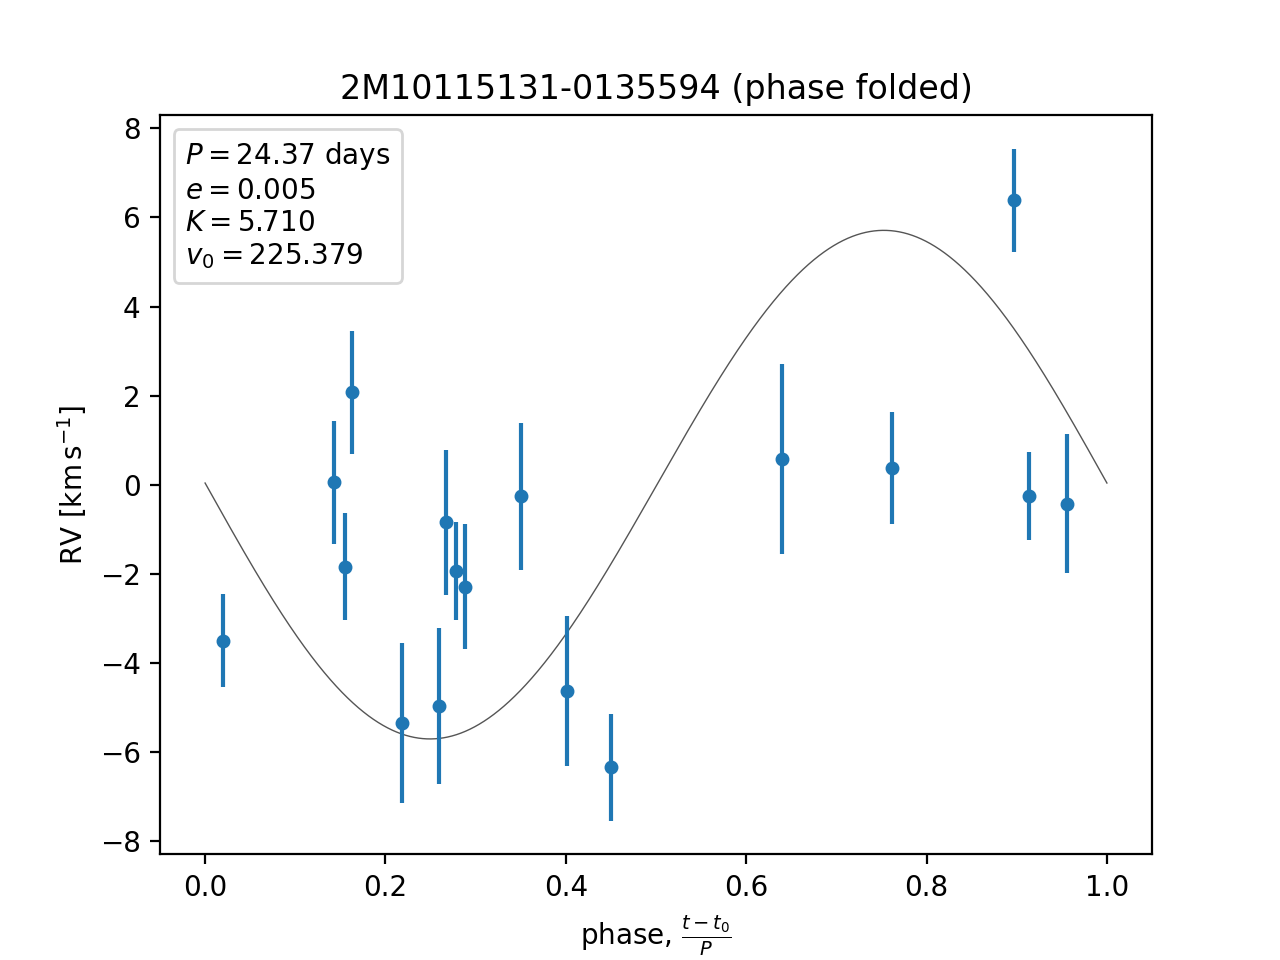 2M10115131-0135594 (phase folded)
P = 24.37 days
e = 0.005
K = 5.710
v₀ = 225.379
8
6
4
2
0
−2
−4
−6
−8
RV [km s⁻¹]
0.0 0.2 0.4 0.6 0.8 1.0
phase, (t − t₀)/P